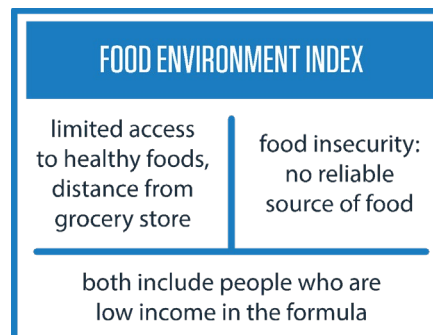 FOOD ENVIRONMENT INDEX
limited access
to healthy foods,
distance from
grocery store
food insecurity:
no reliable
source of food
both include people who are
low income in the formula